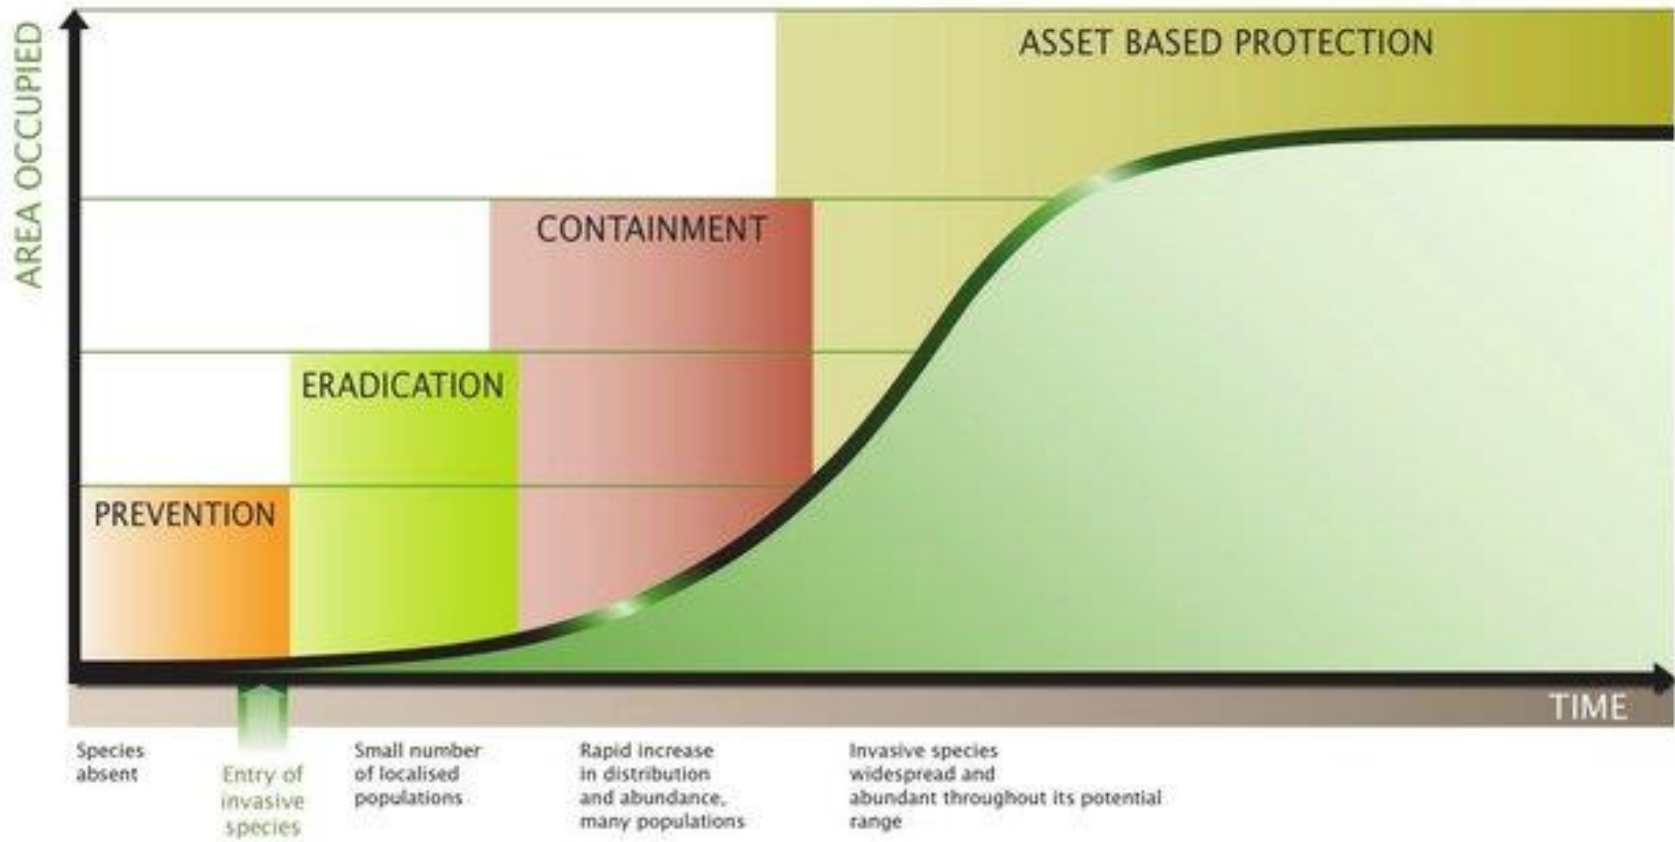 AREA OCCUPIED
ASSET BASED PROTECTION
CONTAINMENT
ERADICATION
PREVENTION
TIME
Species
absent
Entry of
invasive
species
Small number
of localised
populations
Rapid increase
in distribution
and abundance,
many populations
Invasive species
widespread and
abundant throughout its potential
range